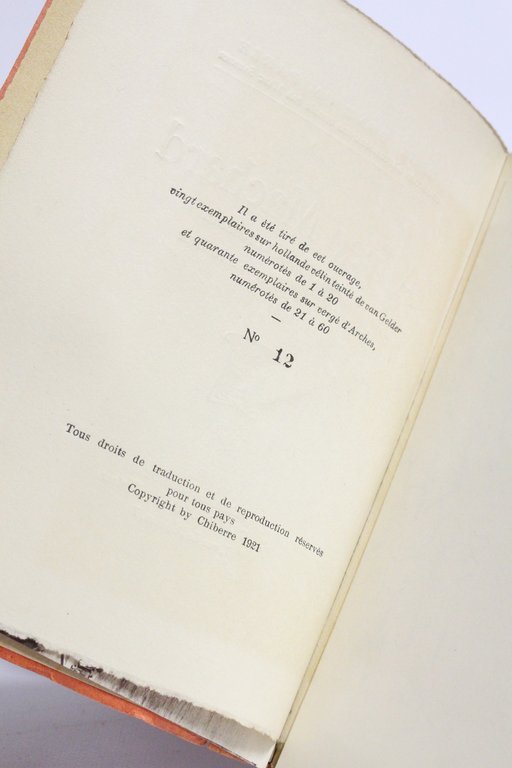 Il a été tiré de cet ouvrage,
vingt exemplaires sur hollande vélin teinté de van Gelder
numérotés de 1 à 20
et quarante exemplaires sur vergé d'Arches,
numérotés de 21 à 60
—
Nº 12
Tous droits de traduction et de reproduction réservés
pour tous pays
Copyright by Chiberre 1921